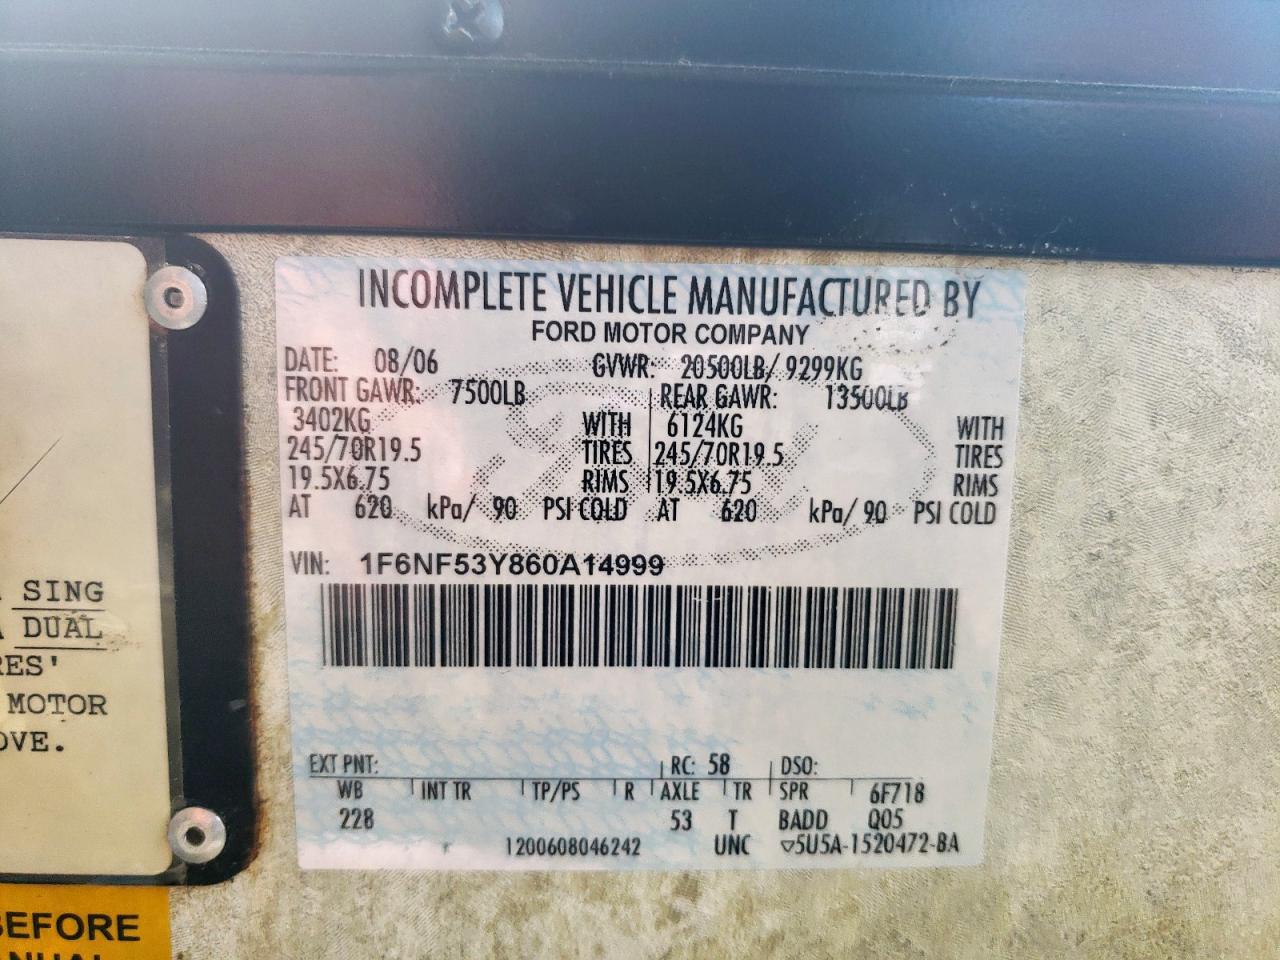 INCOMPLETE VEHICLE MANUFACTURED BY
FORD MOTOR COMPANY
DATE: 08/06 GVWR: 20500LB/ 9299KG
FRONT GAWR: 7500LB REAR GAWR: 13500LB
3402KG WITH 6124KG WITH
245/70R19.5 TIRES 245/70R19.5 TIRES
19.5X6.75 RIMS 19.5X6.75 RIMS
AT 620 kPa/ 90 PSI COLD AT 620 kPa/ 90 PSI COLD
VIN: 1F6NF53Y860A14999
EXT PNT: RC: 58 DSO:
WB INT TR TP/PS R AXLE TR SPR 6F718
228 53 T BADD Q05
1200608046242 UNC ▽5U5A-1520472-BA
SING
DUAL
RES'
MOTOR
OVE.
BEFORE
ANUAL